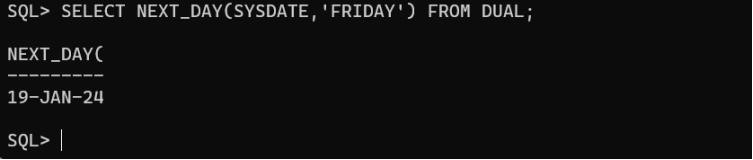 SQL> SELECT NEXT_DAY(SYSDATE,'FRIDAY') FROM DUAL;
NEXT_DAY(
---------
19-JAN-24
SQL>